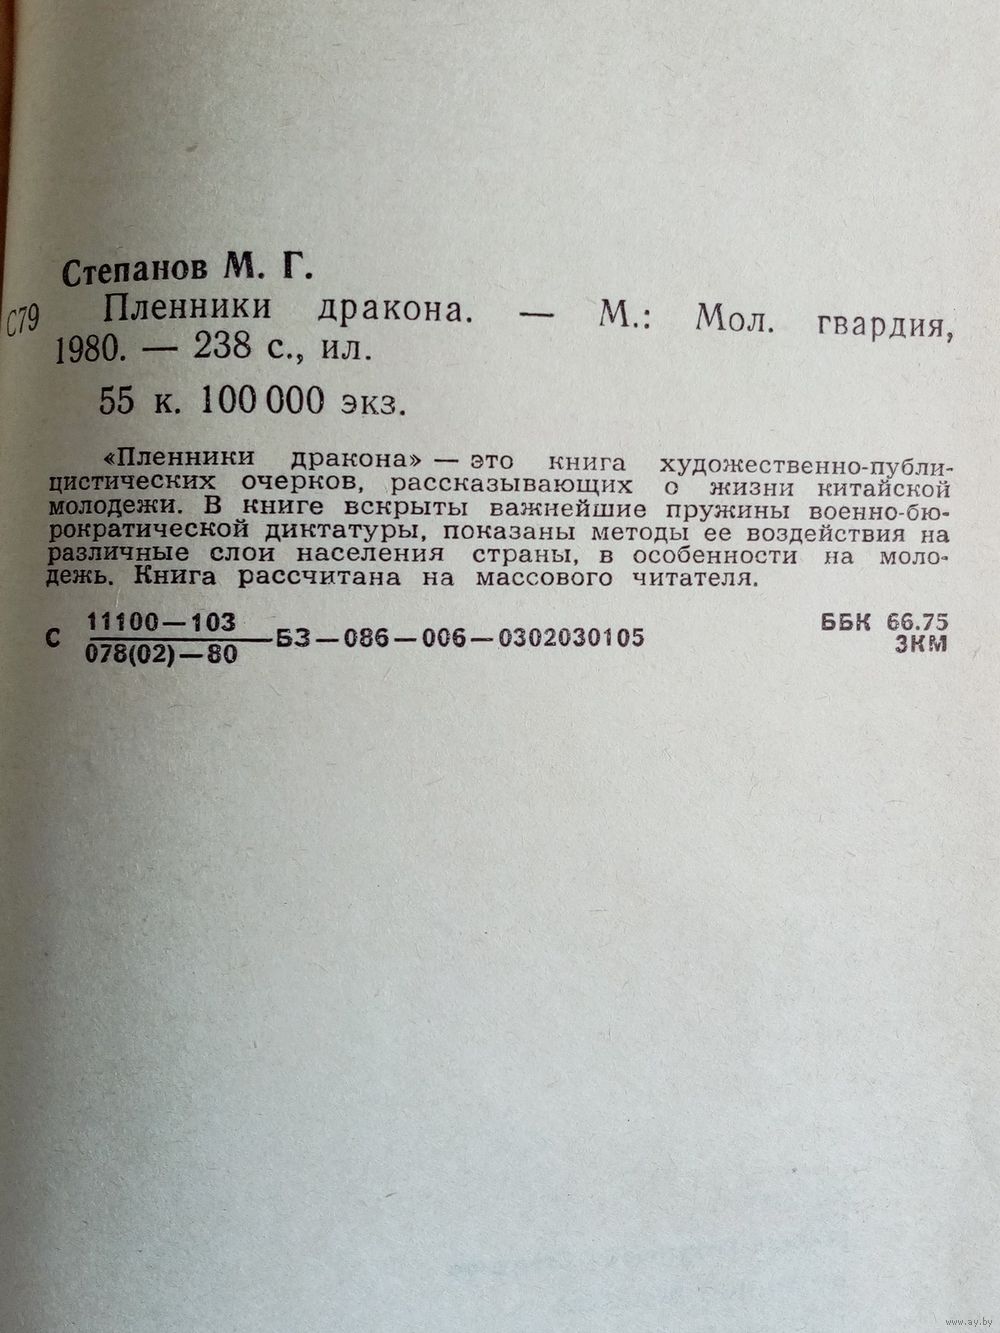 Степанов М. Г.
С79 Пленники дракона. — М.: Мол. гвардия,
1980. — 238 с., ил.
55 к. 100 000 экз.
«Пленники дракона» — это книга художественно-публи-
цистических очерков, рассказывающих о жизни китайской
молодежи. В книге вскрыты важнейшие пружины военно-бю-
рократической диктатуры, показаны методы ее воздействия на
различные слои населения страны, в особенности на моло-
дежь. Книга рассчитана на массового читателя.
С 11100—103
078(02)—80 —БЗ—086—006—0302030105
ББК 66.75
3КМ
www.ay.by